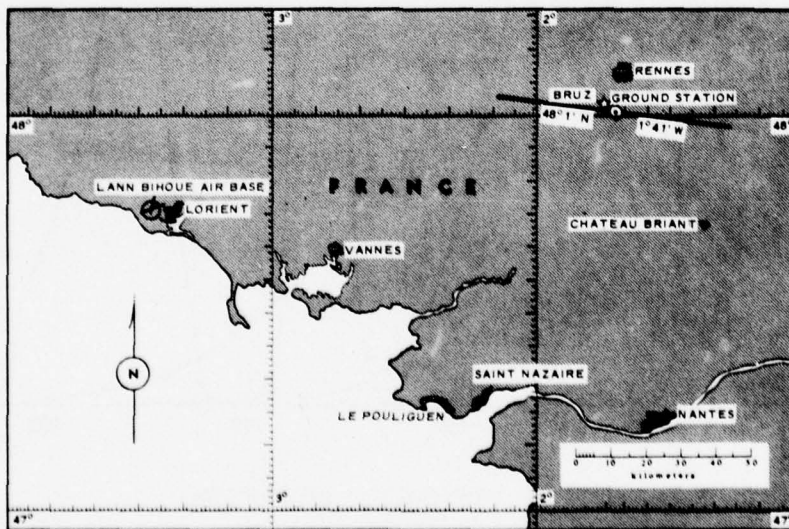 3°
2°
RENNES
BRUZ
GROUND STATION
48°
48° 1' N
1° 41' W
48°
LANN BIHOUE AIR BASE
LORIENT
FRANCE
CHATEAU BRIANT
VANNES
N
SAINT NAZAIRE
LE POULIGUEN
NANTES
0 10 20 30 40 50
kilometers
3°
2°
47°
47°